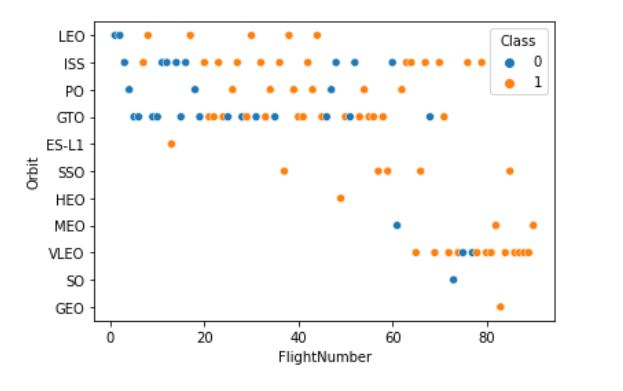 Class
0
1
LEO
ISS
PO
GTO
ES-L1
SSO
HEO
MEO
VLEO
SO
GEO
Orbit
0 20 40 60 80
FlightNumber